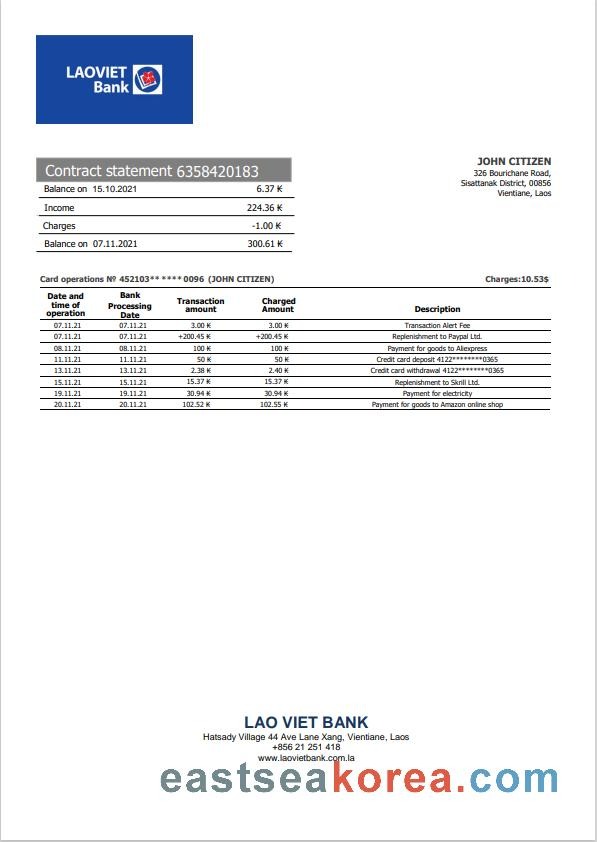 LAOVIET
Bank
Contract statement 6358420183
Balance on 15.10.2021 6.37 ₭
Income 224.36 ₭
Charges -1.00 ₭
Balance on 07.11.2021 300.61 ₭
JOHN CITIZEN
326 Bourichane Road,
Sisattanak District, 00856
Vientiane, Laos
Card operations № 452103** ****0096 (JOHN CITIZEN) Charges:10.53$
Date and time of operation Bank Processing Date Transaction amount Charged Amount Description
07.11.21 07.11.21 3.00 ₭ 3.00 ₭ Transaction Alert Fee
07.11.21 07.11.21 +200.45 ₭ +200.45 ₭ Replenishment to Paypal Ltd.
08.11.21 08.11.21 100 ₭ 100 ₭ Payment for goods to Aliexpress
11.11.21 11.11.21 50 ₭ 50 ₭ Credit card deposit 4122********0365
13.11.21 13.11.21 2.38 ₭ 2.40 ₭ Credit card withdrawal 4122********0365
15.11.21 15.11.21 15.37 ₭ 15.37 ₭ Replenishment to Skrill Ltd.
19.11.21 19.11.21 30.94 ₭ 30.94 ₭ Payment for electricity
20.11.21 20.11.21 102.52 ₭ 102.55 ₭ Payment for goods to Amazon online shop
LAO VIET BANK
Hatsady Village 44 Ave Lane Xang, Vientiane, Laos
+856 21 251 418
www.laovietbank.com.la
eastseakorea.com